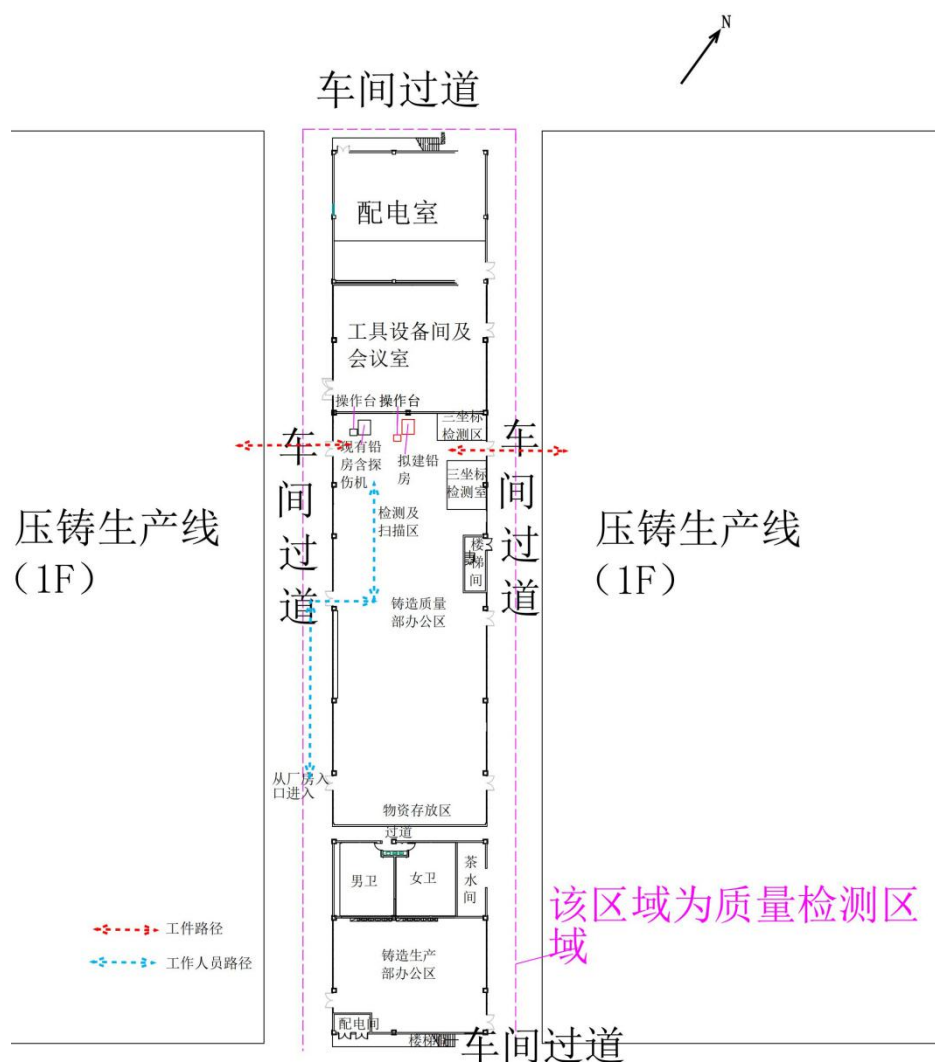 N
车间过道
配电室
工具设备间及
会议室
操作台
操作台
三坐标
检测区
现有铅
房含探
伤机
拟建铅
房
三坐标
检测室
车间过道
车间过道
检测及
扫描区
压铸生产线
（1F）
压铸生产线
（1F）
楼
梯
间
铸造质量
部办公区
从厂房入
口进入
物资存放区
过道
男卫
女卫
茶
水
间
该区域为质量检测区
域
工件路径
工作人员路径
铸造生产
部办公区
配电间
车间过道